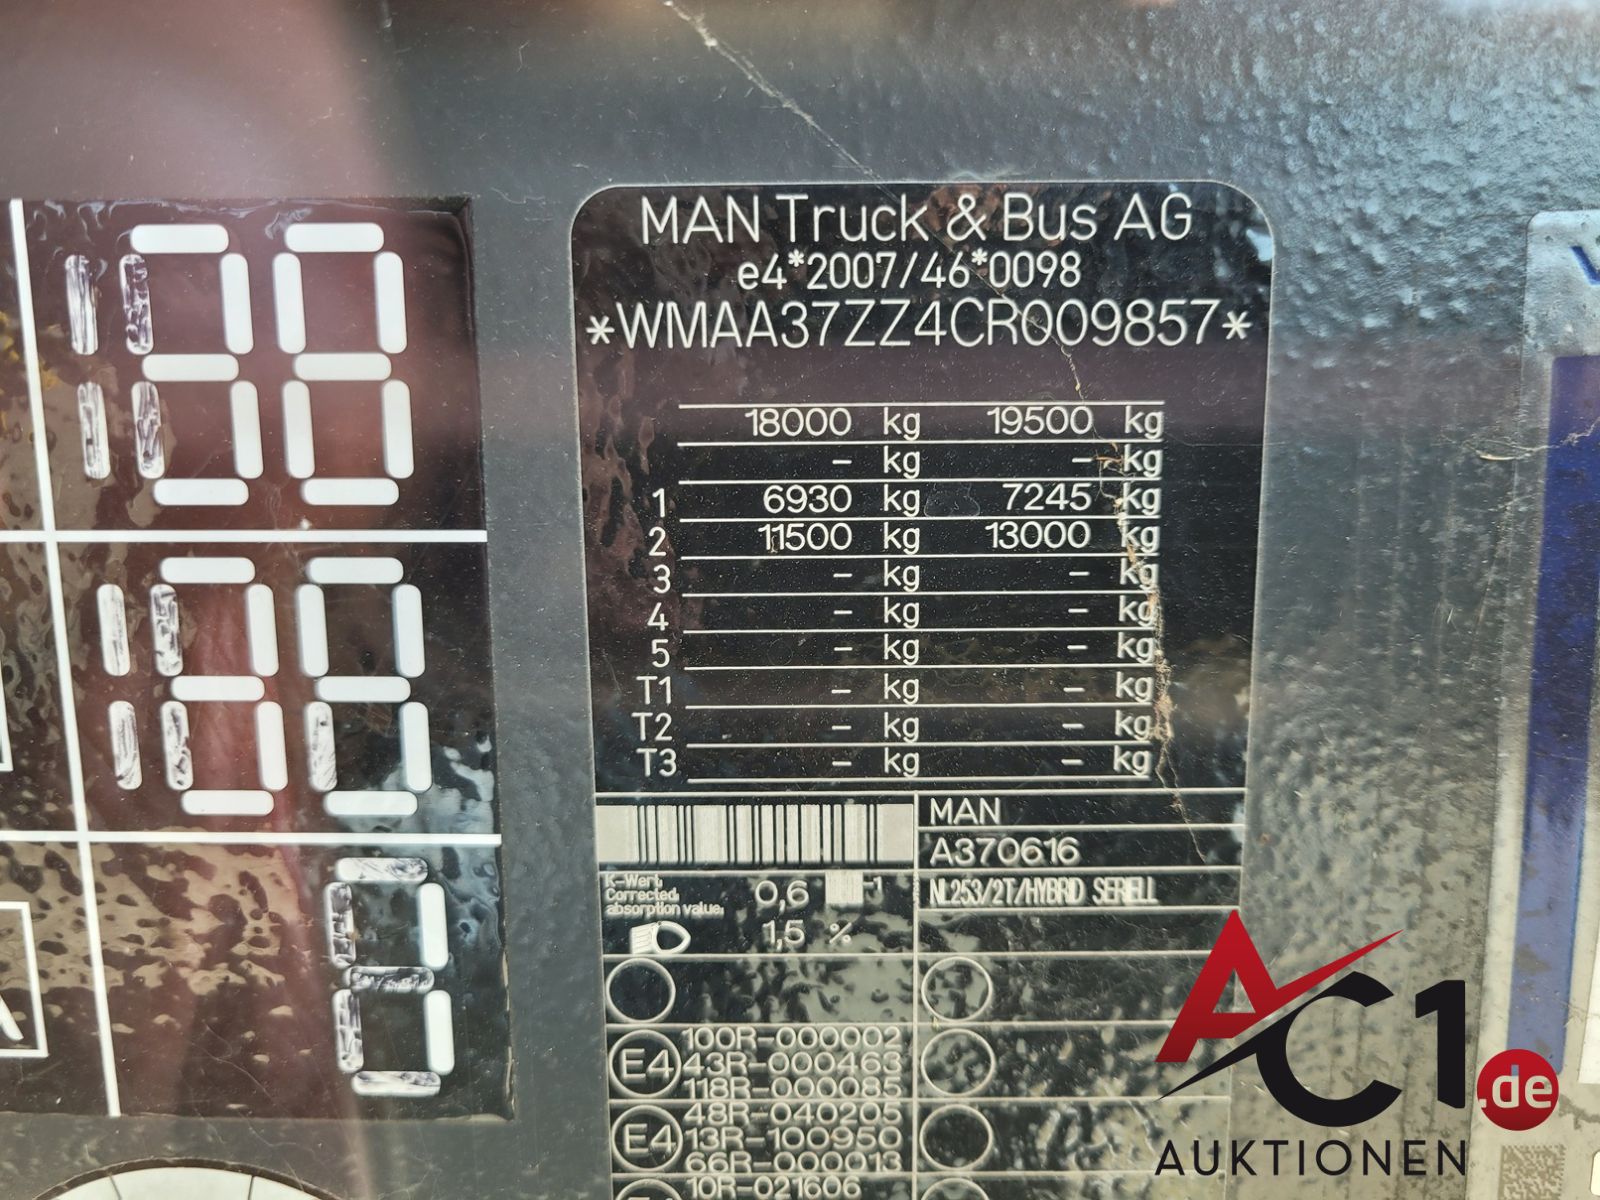 MAN Truck & Bus AG
e4*2007/46*0098
*WMAA37ZZ4CR009857*
18000 kg 19500 kg
- kg - kg
1 6930 kg 7245 kg
2 11500 kg 13000 kg
3 - kg - kg
4 - kg - kg
5 - kg - kg
T1 - kg - kg
T2 - kg - kg
T3 - kg - kg
MAN
A370616
NL253/2T/HYBRID SERIELL
K-Wert.
Corrected.
absorption value.
0,6 -1
1,5 %
E4
100R-000002
43R-000463
118R-000085
E4
48R-040205
13R-100950
66R-000013
10R-021606
AC1.de
AUKTIONEN